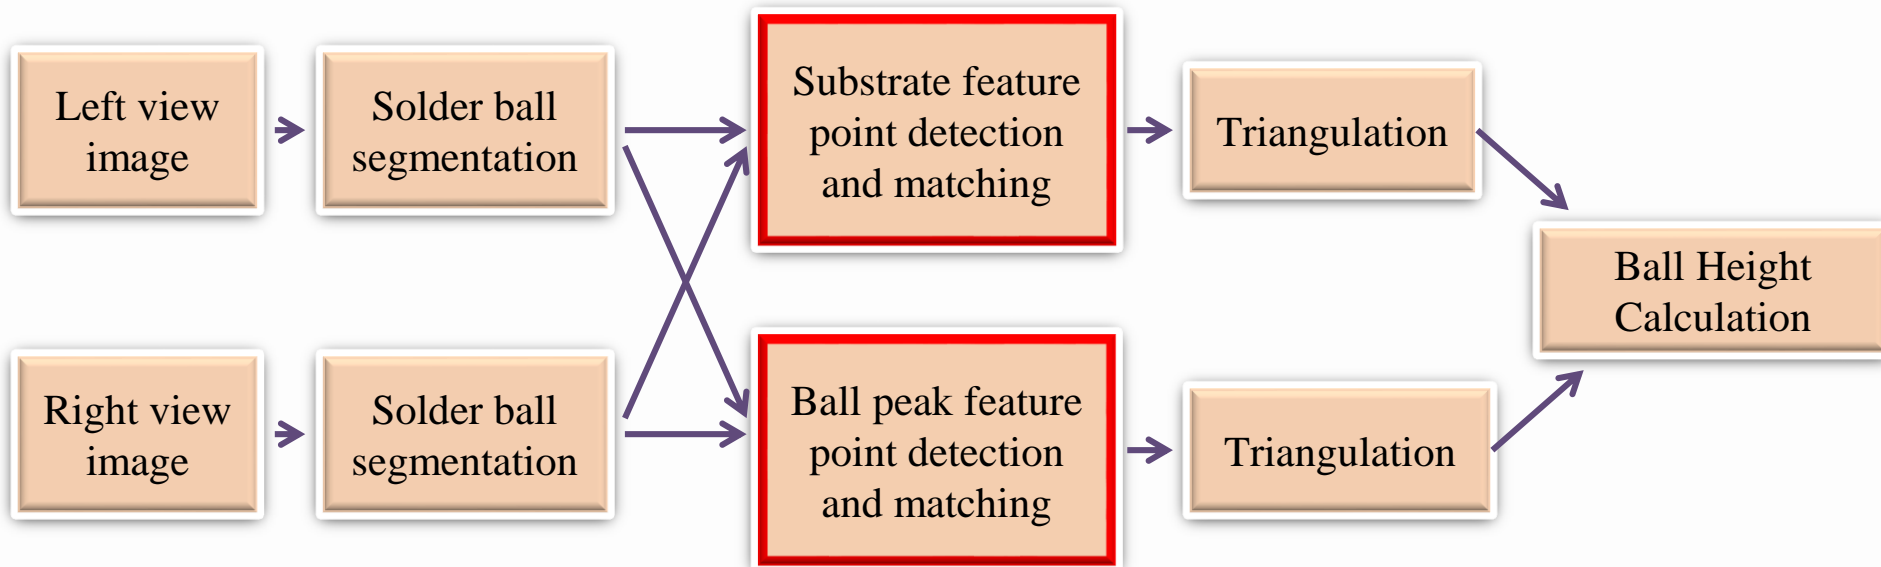 Left view
image
Solder ball
segmentation
Substrate feature
point detection
and matching
Triangulation
Ball Height
Calculation
Right view
image
Solder ball
segmentation
Ball peak feature
point detection
and matching
Triangulation